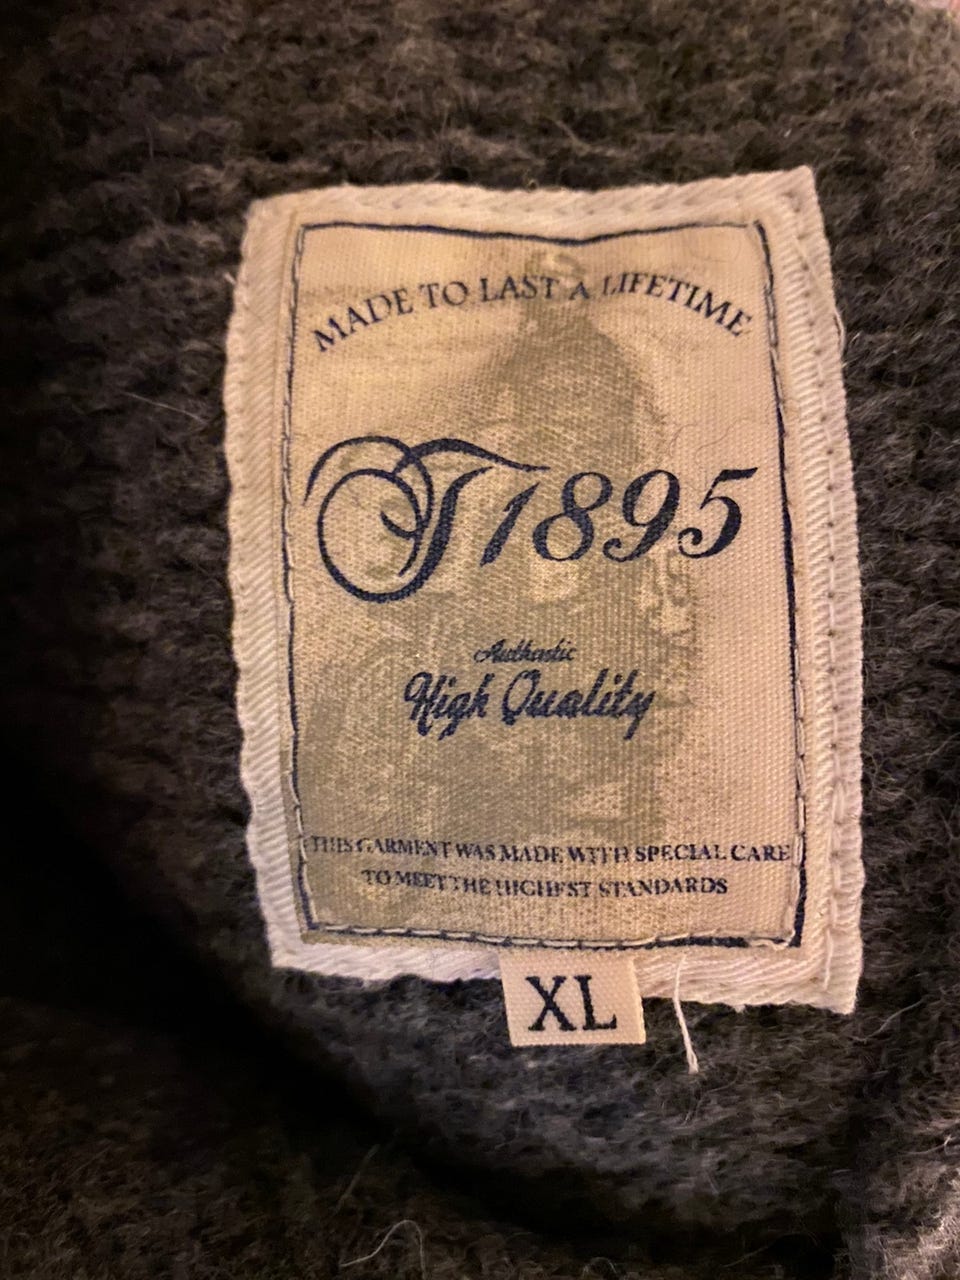 MADE TO LAST A LIFETIME
T1895
Authentic
High Quality
THIS GARMENT WAS MADE WITH SPECIAL CARE
TO MEET THE HIGHEST STANDARDS
XL